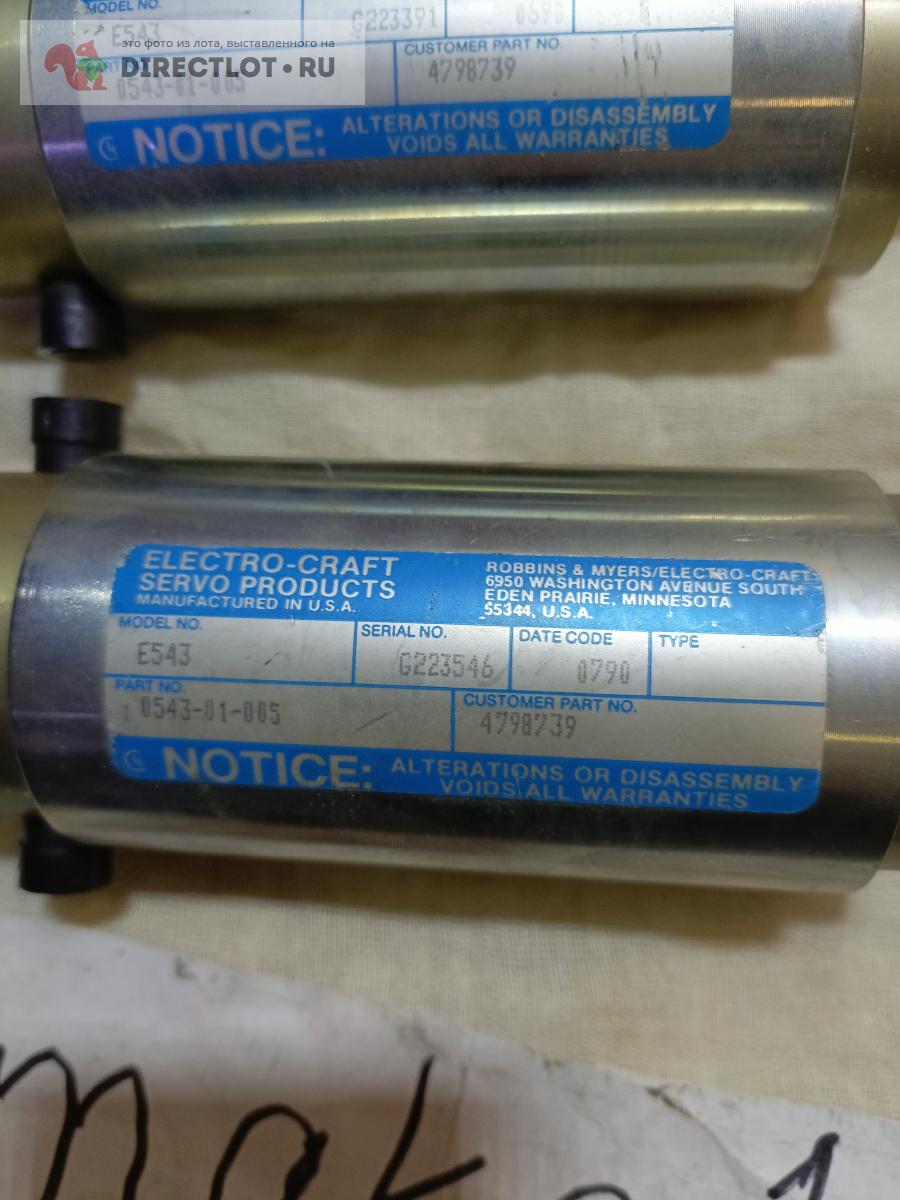 MODEL NO.
E543
G223391
0690
это фото из лота, выставленного на
DIRECTLOT.RU
PART NO.
0543-01-005
CUSTOMER PART NO.
4798739
NOTICE: ALTERATIONS OR DISASSEMBLY
VOIDS ALL WARRANTIES
ELECTRO-CRAFT
SERVO PRODUCTS
MANUFACTURED IN U.S.A.
ROBBINS & MYERS/ELECTRO-CRAFT
6950 WASHINGTON AVENUE SOUTH
EDEN PRAIRIE, MINNESOTA
55344, U.S.A.
MODEL NO.
E543
SERIAL NO.
G223546
DATE CODE
0790
TYPE
PART NO.
0543-01-005
CUSTOMER PART NO.
4798739
NOTICE: ALTERATIONS OR DISASSEMBLY
VOIDS ALL WARRANTIES